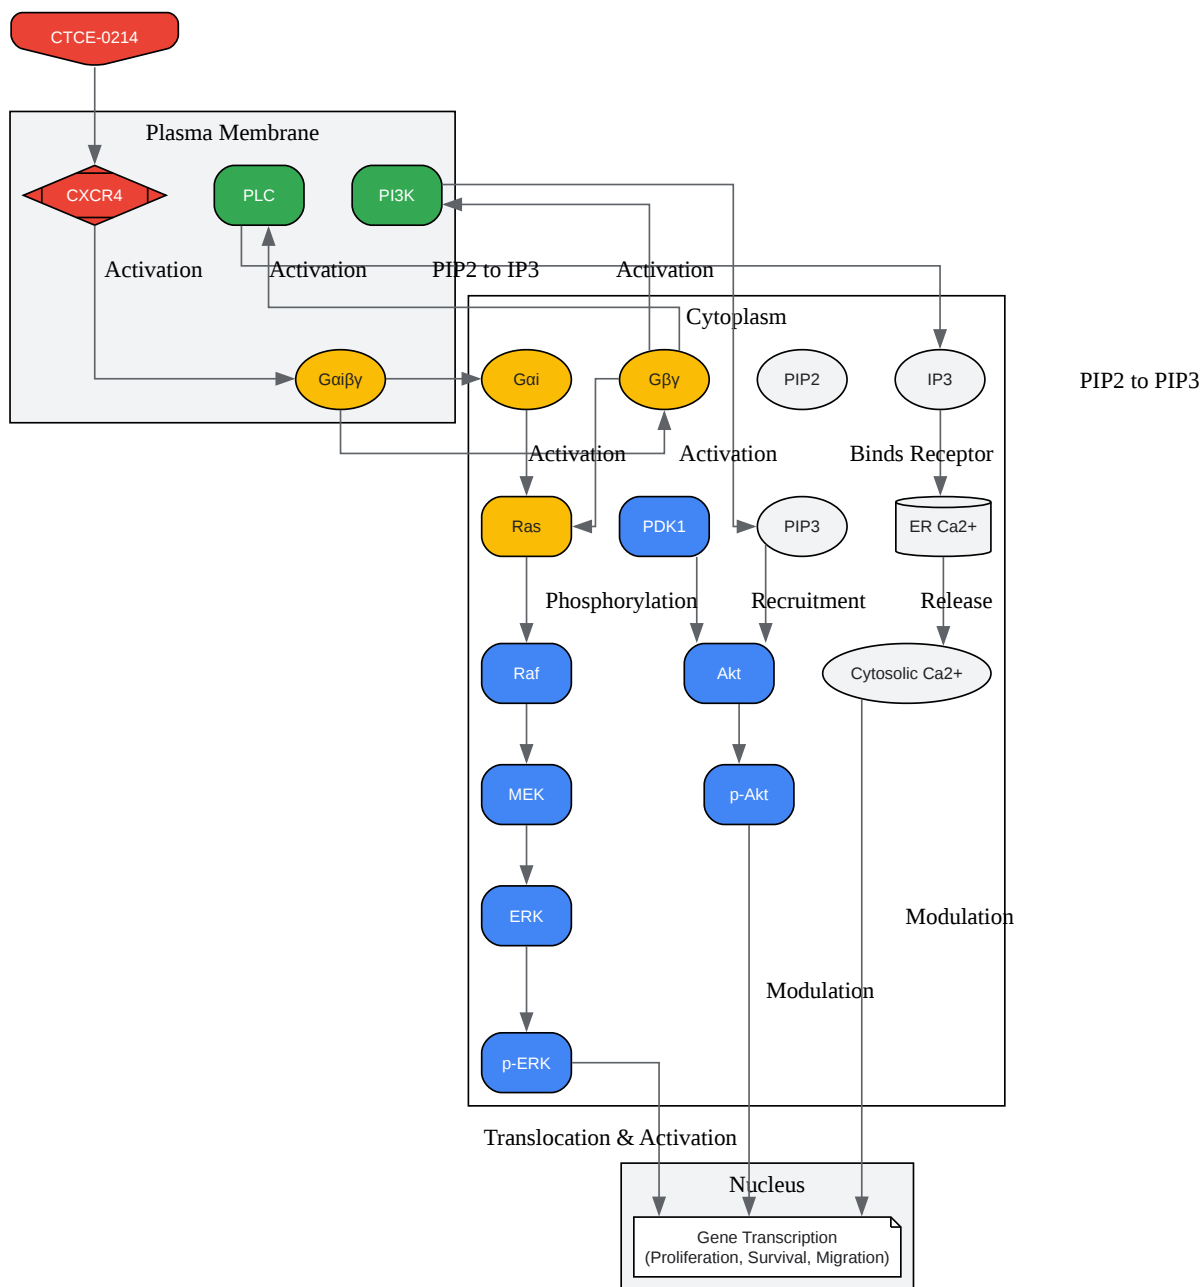 CTCE-0214
Plasma Membrane
CXCR4
PLC
PI3K
Activation
Activation
PIP2 to IP3
Activation
Cytoplasm
Gαiβγ
Gαi
Gβγ
PIP2
IP3
PIP2 to PIP3
Activation
Activation
Binds Receptor
Ras
PDK1
PIP3
ER Ca2+
Phosphorylation
Recruitment
Release
Raf
Akt
Cytosolic Ca2+
MEK
p-Akt
ERK
Modulation
Modulation
p-ERK
Translocation & Activation
Nucleus
Gene Transcription
(Proliferation, Survival, Migration)